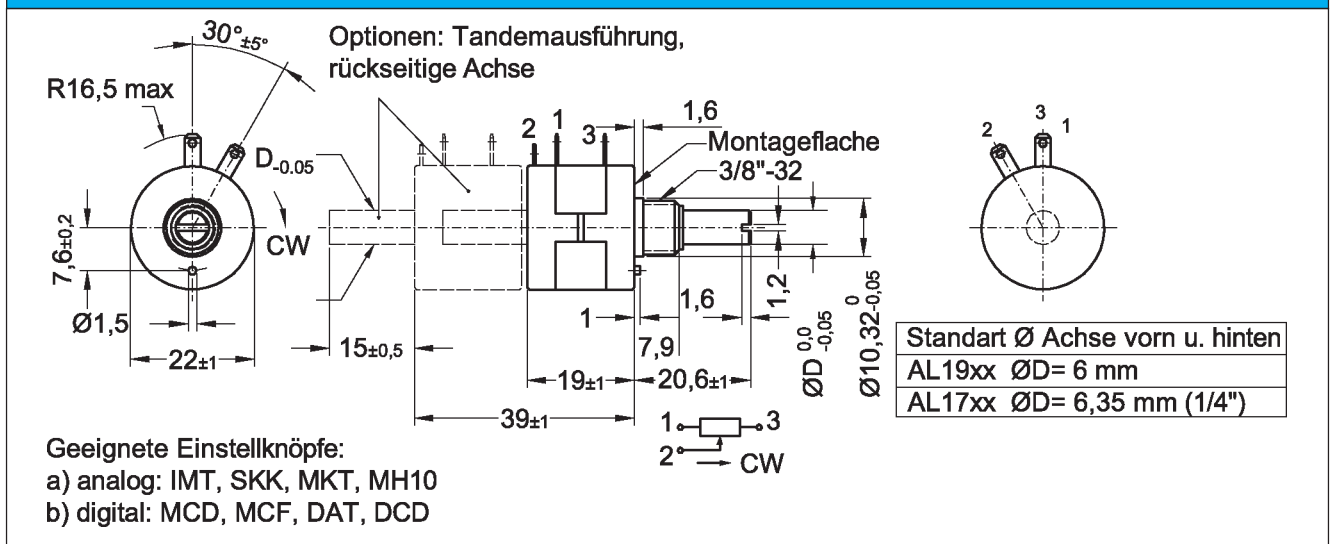 30°±5°
Optionen: Tandemausführung,
rückseitige Achse
R16,5 max
D-0.05
CW
7,6±0,2
Ø1,5
22±1
2
1
3
1,6
Montageflache
3/8"-32
15±0,5
1
7,9
1,6
1,2
ØD 0,0 -0,05
Ø10,32 0 -0,05
19±1
20,6±1
39±1
2
3
1
Standart Ø Achse vorn u. hinten
AL19xx ØD= 6 mm
AL17xx ØD= 6,35 mm (1/4")
1
3
2
CW
Geeignete Einstellknöpfe:
a) analog: IMT, SKK, MKT, MH10
b) digital: MCD, MCF, DAT, DCD